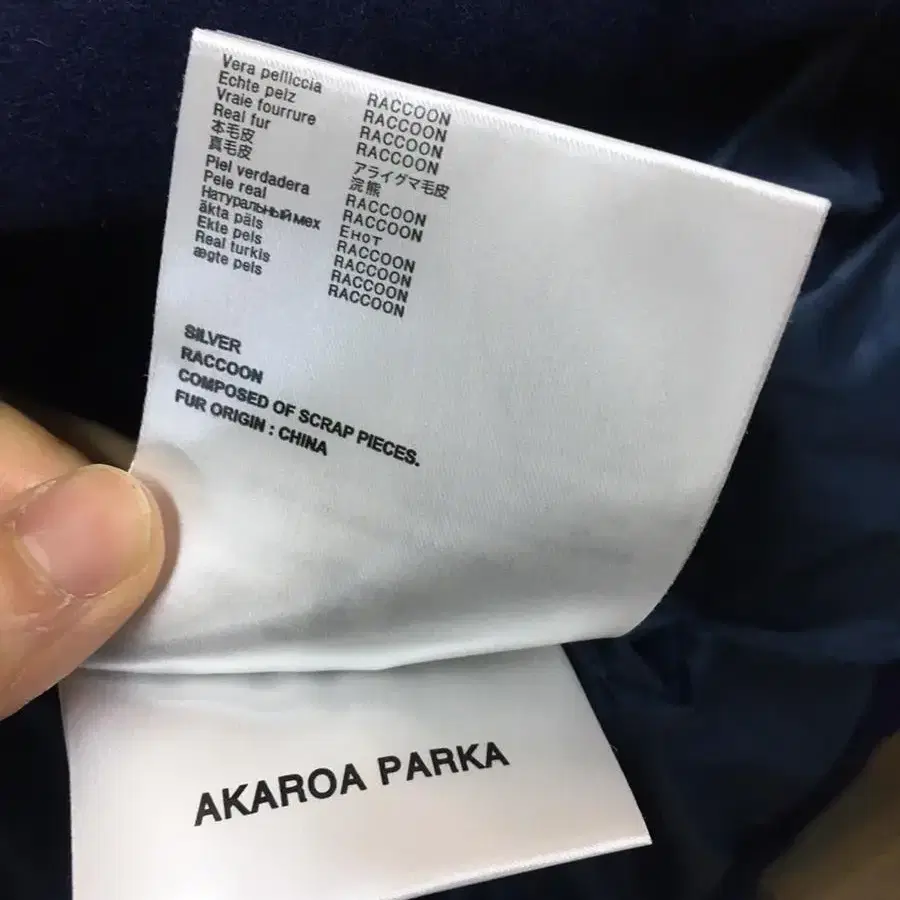 Vera pelliccia RACCOON
Echte pelz RACCOON
Vraie fourrure RACCOON
Real fur RACCOON
本毛皮 アライグマ毛皮
真毛皮 浣熊
Piel verdadera RACCOON
Pele real RACCOON
Натуральный мех Енот
äkta päls RACCOON
Ekte pels RACCOON
Real turkis RACCOON
ægte pels RACCOON
SILVER
RACCOON
COMPOSED OF SCRAP PIECES.
FUR ORIGIN : CHINA
AKAROA PARKA